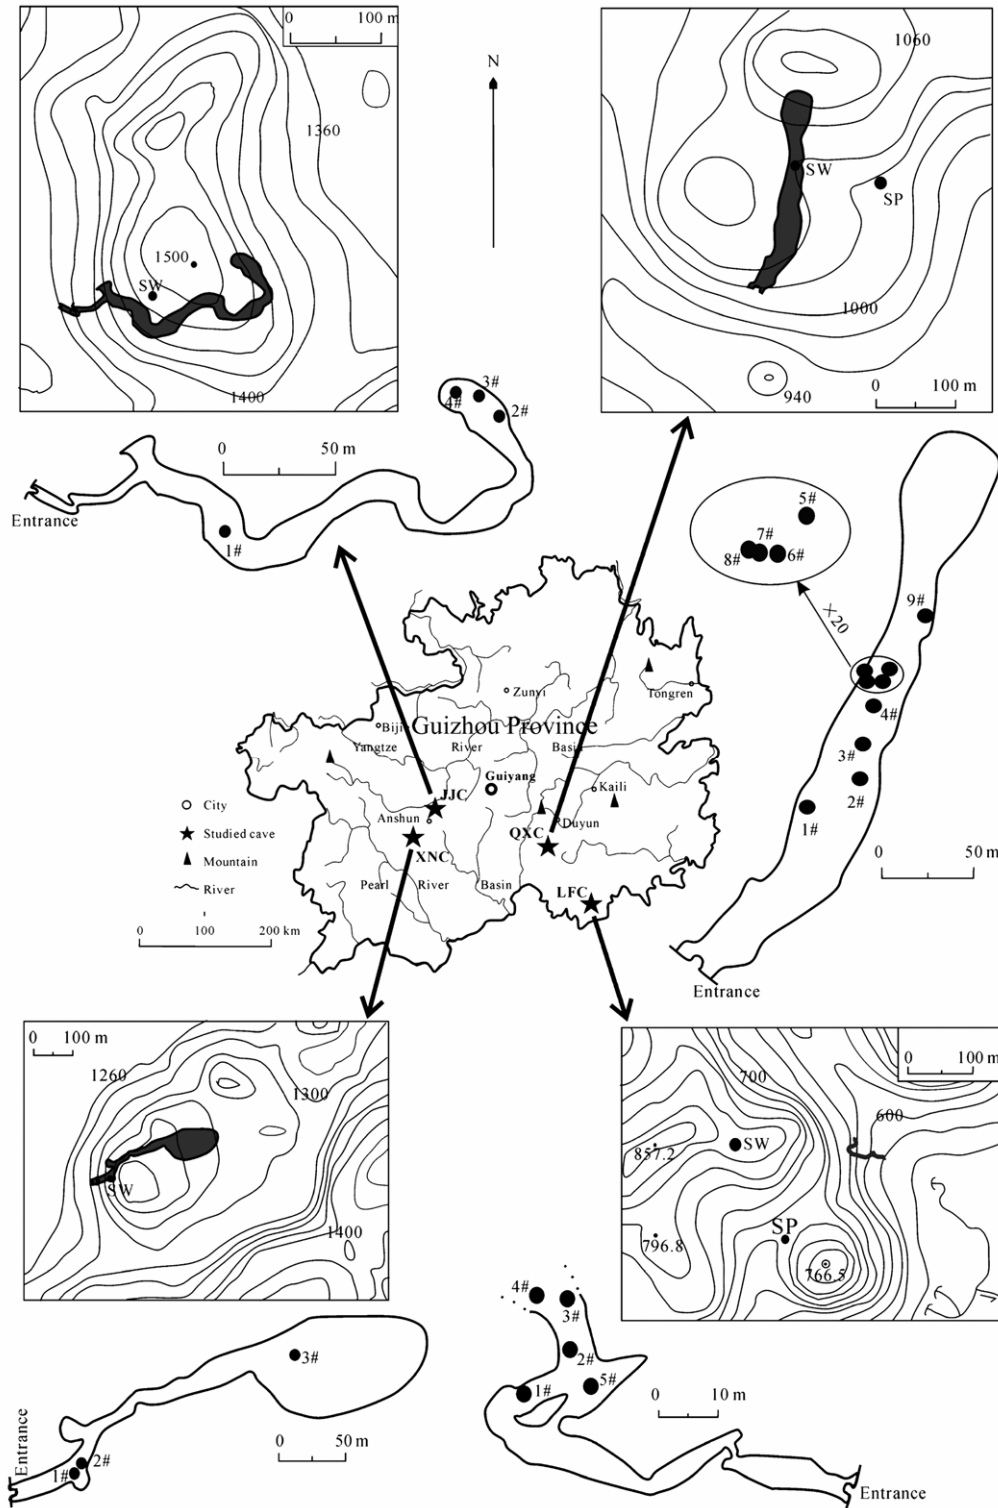 0 100 m
1360
1500
SW
1400
N
1060
SW
SP
1000
940
0 100 m
0 50 m
Entrance
1#
4#
3#
2#
5#
7#
8#
6#
×20
9#
4#
3#
2#
1#
0 50 m
Entrance
Zunyi
Tongren
Biji
Guizhou Province
Yangtze River Basin
Guiyang
Kaili
JJC
Anshun
XNC
QXC
Duyun
LFC
Pearl River Basin
City
Studied cave
Mountain
River
0 100 200 km
0 100 m
1260
1300
SW
1400
0 100 m
700
600
857.2
SW
796.8
SP
766.5
Entrance
1#
2#
3#
0 50 m
4#
3#
2#
1#
5#
0 10 m
Entrance